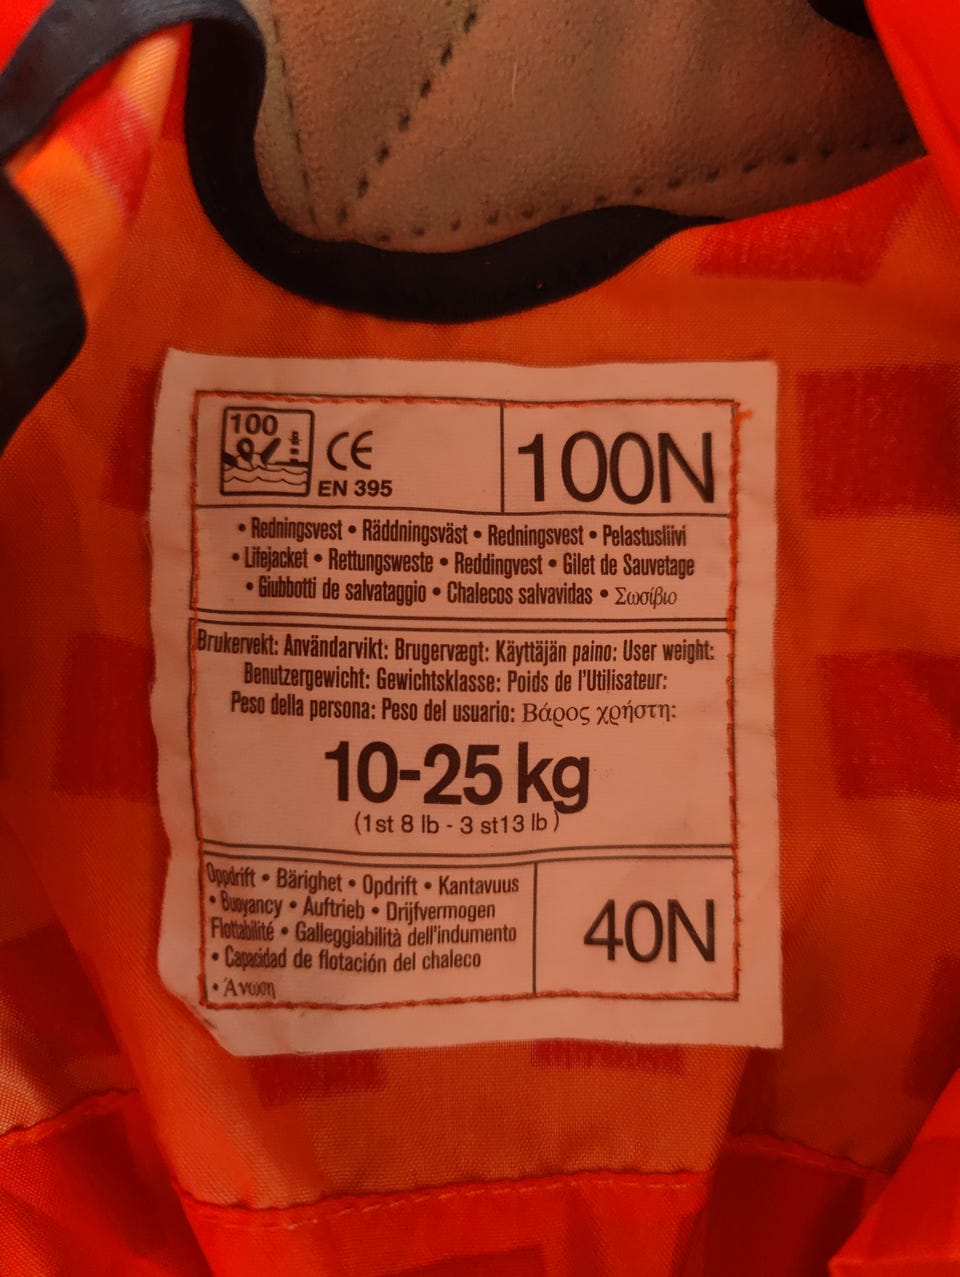 100
CE
EN 395
100N
• Redningsvest • Räddningsväst • Redningsvest • Pelastusliivi
• Lifejacket • Rettungsweste • Reddingvest • Gilet de Sauvetage
• Giubbotti de salvataggio • Chalecos salvavidas • Σωσίβιο
Brukervekt: Användarvikt: Brugervægt: Käyttäjän paino: User weight:
Benutzergewicht: Gewichtsklasse: Poids de l'Utilisateur:
Peso della persona: Peso del usuario: Βάρος χρήστη:
10-25 kg
(1st 8 lb - 3 st13 lb )
Oppdrift • Bärighet • Opdrift • Kantavuus
• Buoyancy • Auftrieb • Drijfvermogen
Flottabilité • Galleggiabilità dell'indumento
• Capacidad de flotación del chaleco
• Άνωση
40N